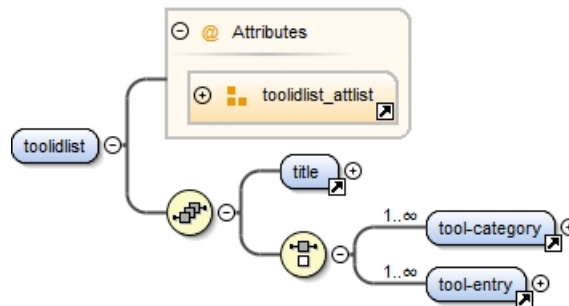 @ Attributes
toolidlist_attlist
toolidlist
title
1..∞
tool-category
1..∞
tool-entry